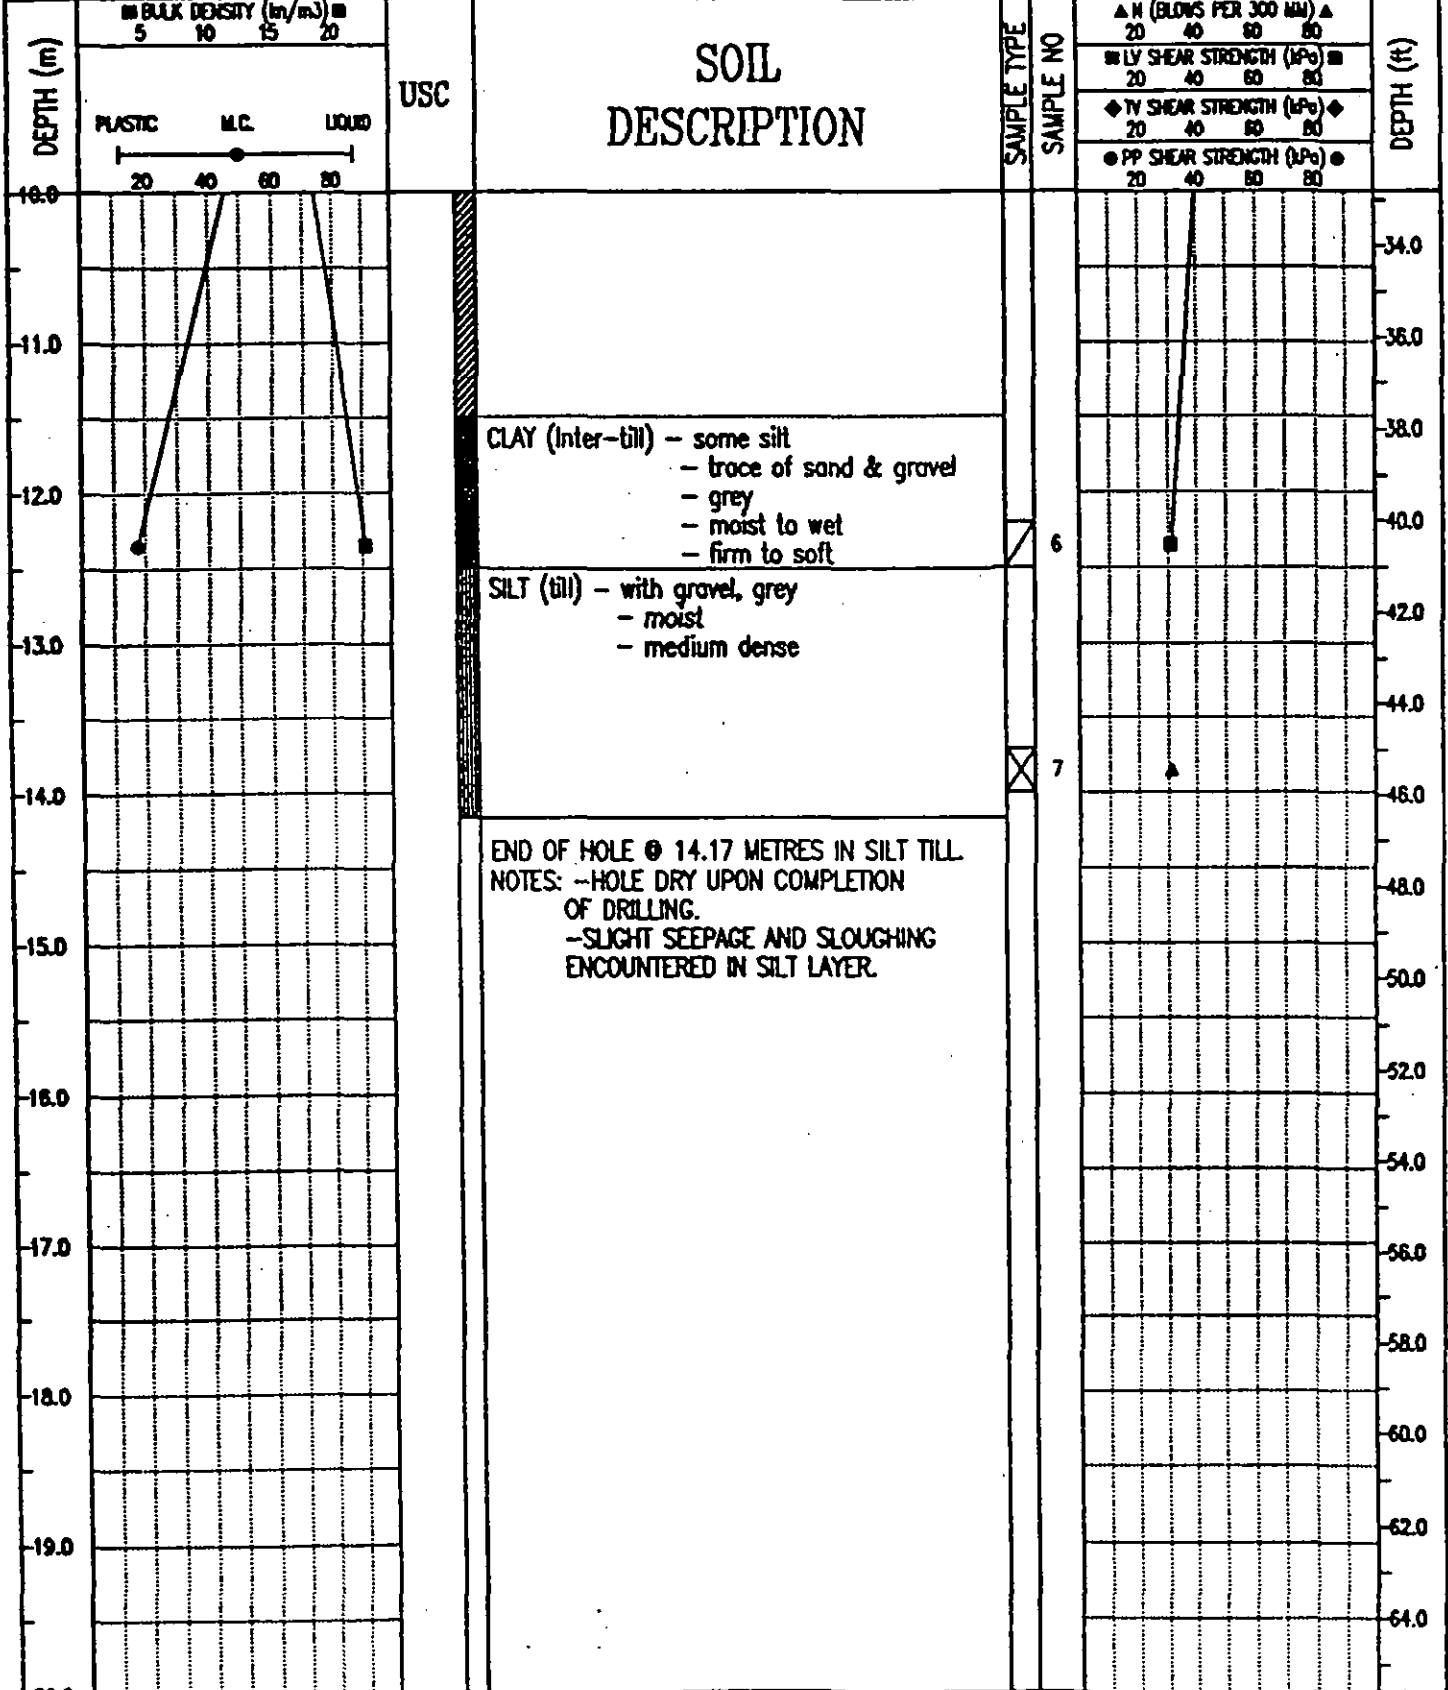 ■ BULK DENSITY (kn/m3) ■
5 10 15 20
DEPTH (m)
PLASTIC M.C. LIQUID
20 40 60 80
USC
SOIL
DESCRIPTION
SAMPLE TYPE
SAMPLE NO
▲ N (BLOWS PER 300 MM) ▲
20 40 60 80
■ LV SHEAR STRENGTH (kPa) ■
20 40 60 80
◆ TV SHEAR STRENGTH (kPa) ◆
20 40 60 80
● PP SHEAR STRENGTH (kPa) ●
20 40 60 80
DEPTH (ft)
10.0
11.0
12.0
13.0
14.0
15.0
16.0
17.0
18.0
19.0
CLAY (Inter-till) - some silt
- trace of sand & gravel
- grey
- moist to wet
- firm to soft
SILT (till) - with gravel, grey
- moist
- medium dense
END OF HOLE @ 14.17 METRES IN SILT TILL.
NOTES: -HOLE DRY UPON COMPLETION
OF DRILLING.
-SLIGHT SEEPAGE AND SLOUGHING
ENCOUNTERED IN SILT LAYER.
6
7
34.0
36.0
38.0
40.0
42.0
44.0
46.0
48.0
50.0
52.0
54.0
56.0
58.0
60.0
62.0
64.0